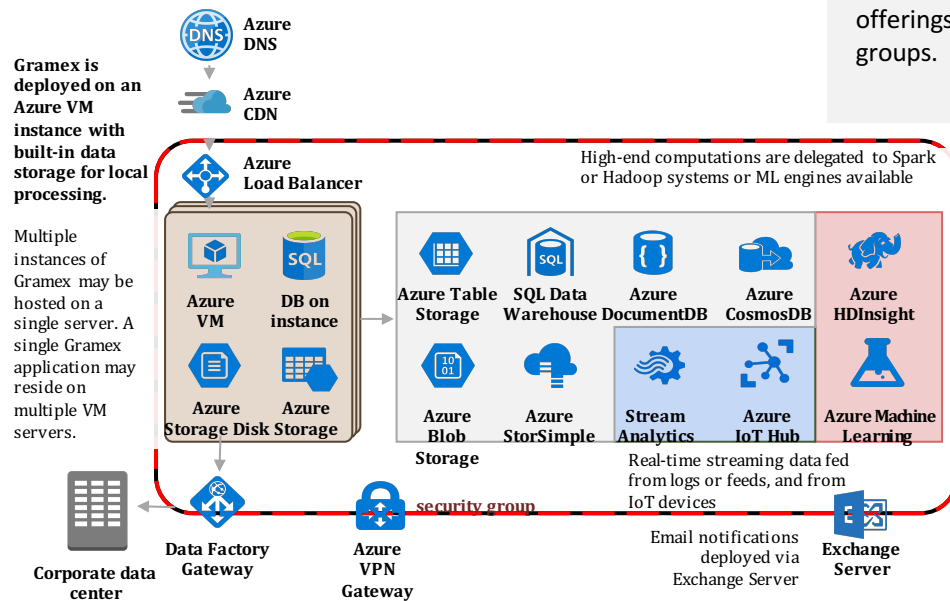 offerings
groups.
DNS
Azure
DNS
Azure
CDN
Gramex is
deployed on an
Azure VM
instance with
built-in data
storage for local
processing.
Multiple
instances of
Gramex may be
hosted on a
single server. A
single Gramex
application may
reside on
multiple VM
servers.
Azure
Load Balancer
High-end computations are delegated to Spark
or Hadoop systems or ML engines available
Azure
VM
SQL
DB on
instance
Azure
Storage Disk
Azure
Storage
Azure Table
Storage
SQL
SQL Data
Warehouse
{ }
Azure
DocumentDB
Azure
CosmosDB
Azure
HDInsight
10
01
Azure
Blob
Storage
Azure
StorSimple
Stream
Analytics
Azure
IoT Hub
Azure Machine
Learning
Real-time streaming data fed
from logs or feeds, and from
IoT devices
security group
Corporate data
center
Data Factory
Gateway
Azure
VPN
Gateway
Email notifications
deployed via
Exchange Server
E
Exchange
Server